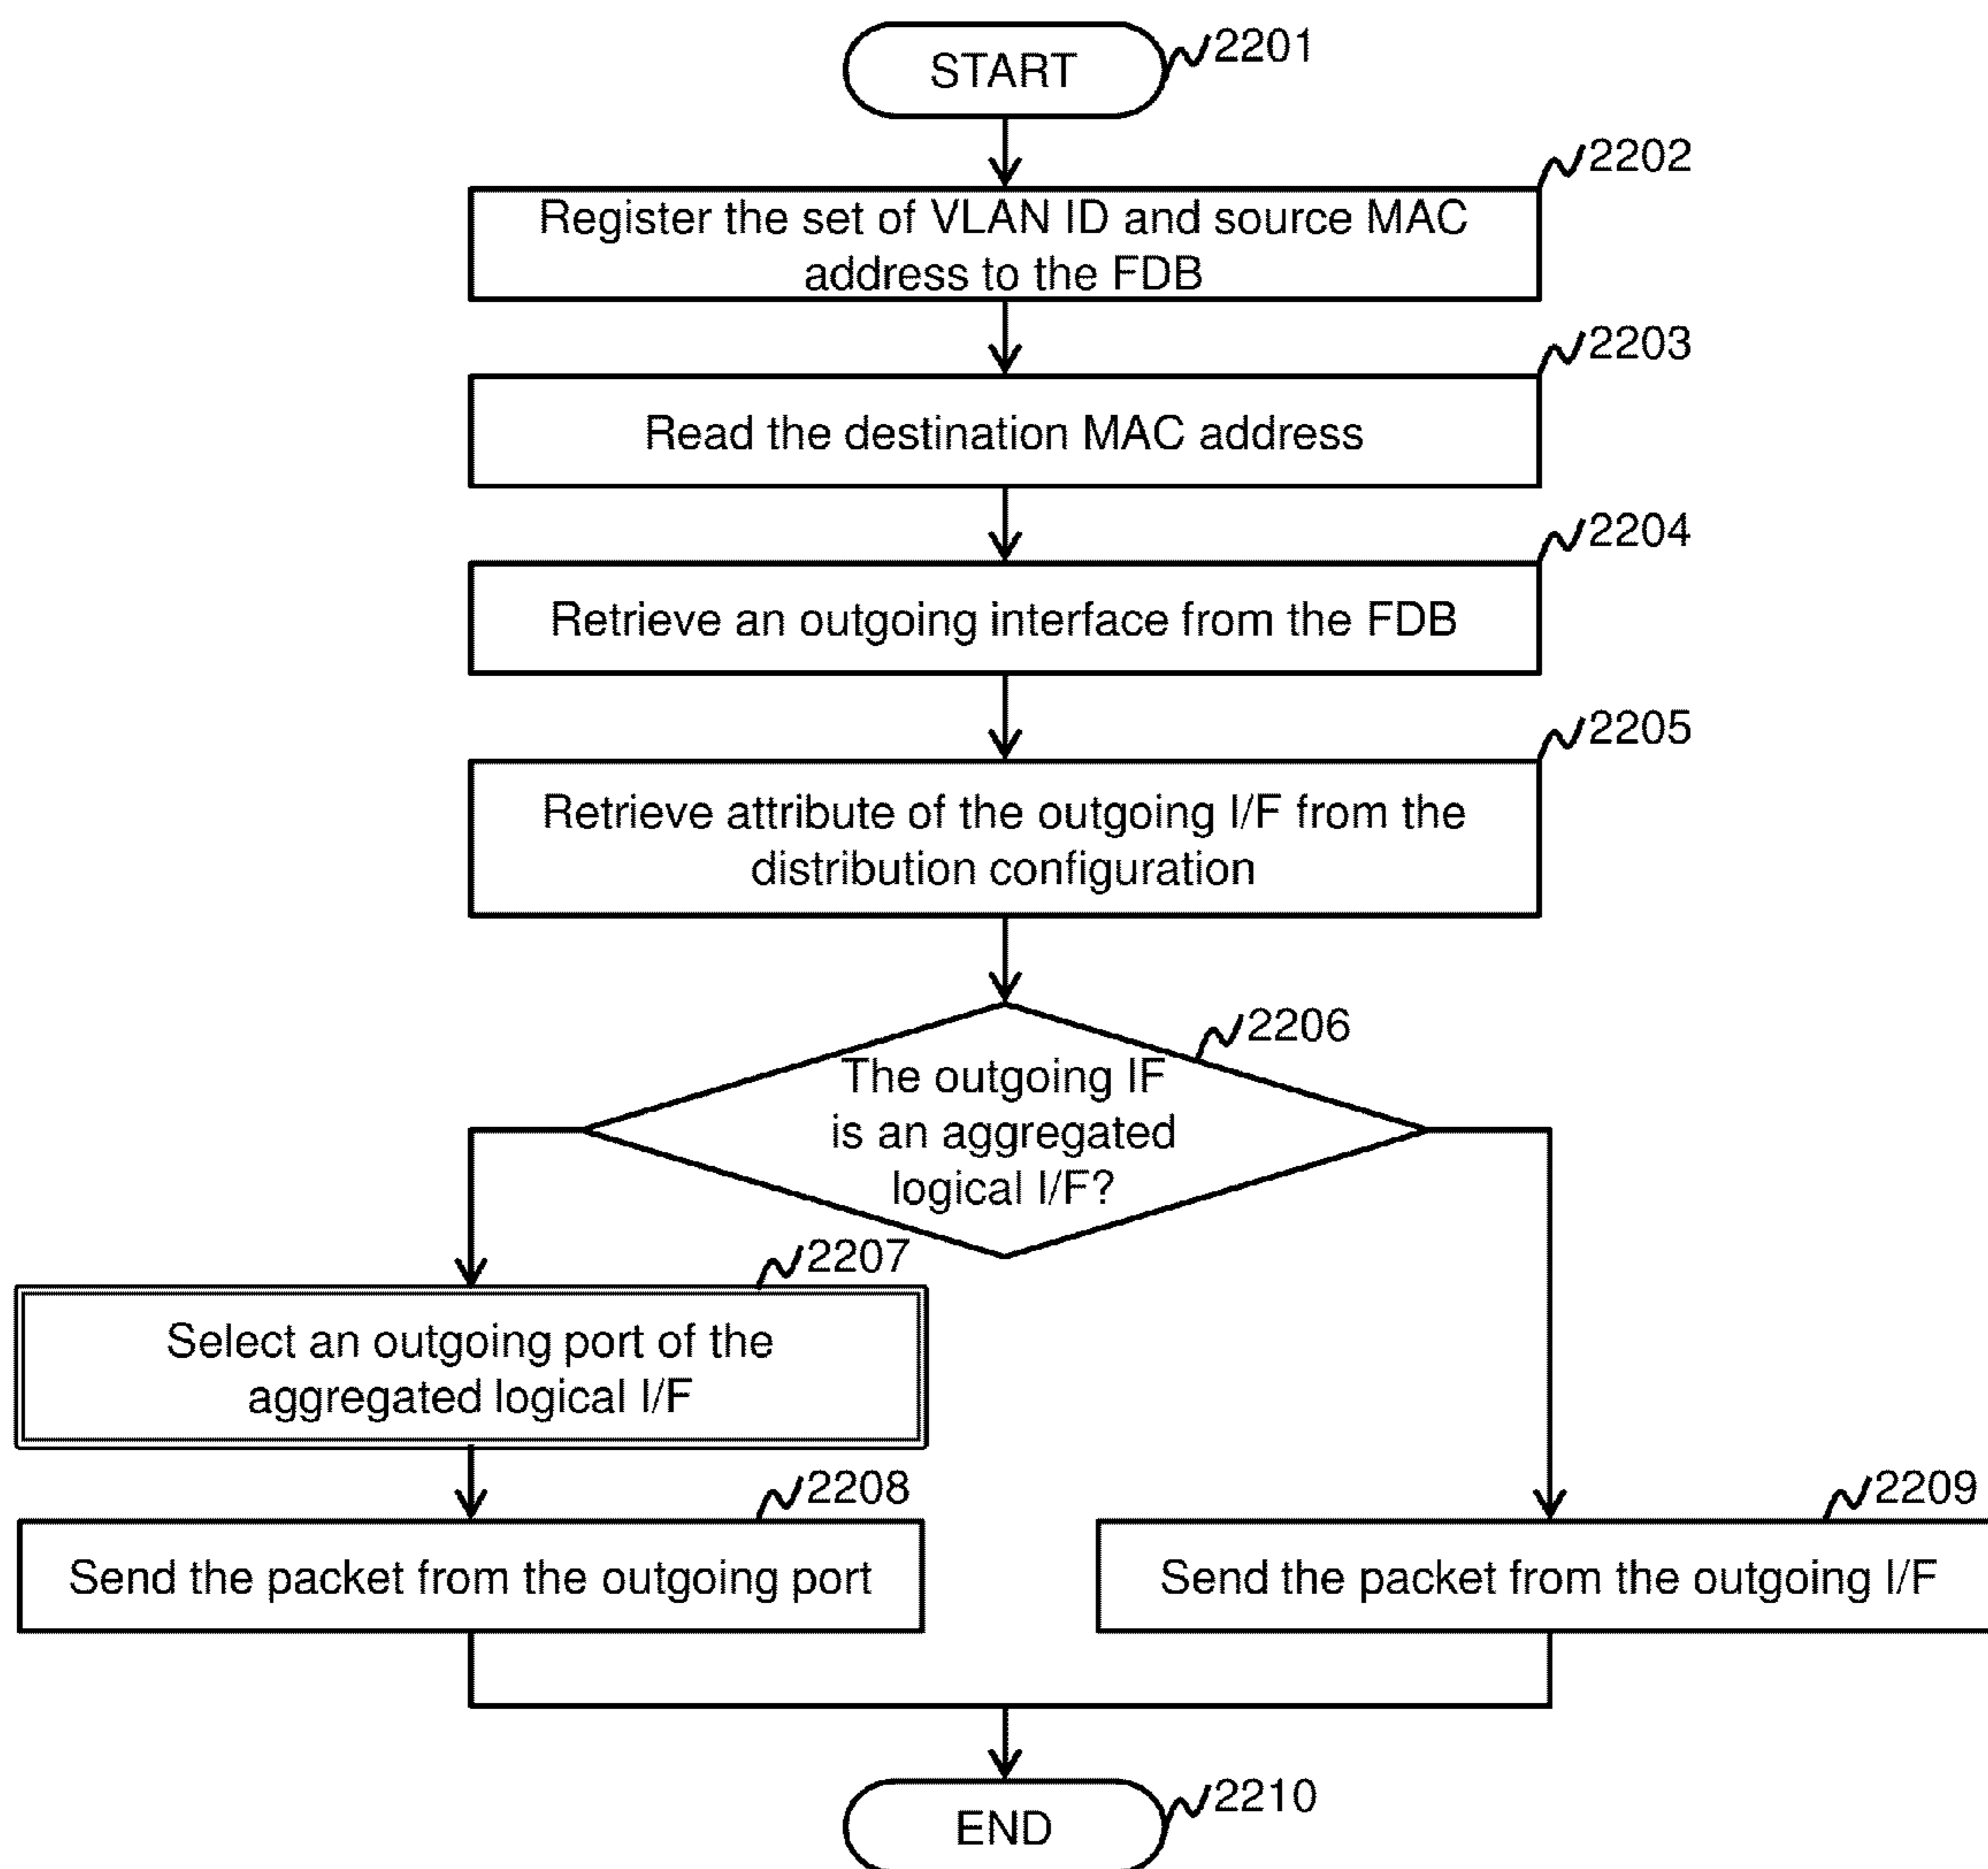 START
2201
2202
Register the set of VLAN ID and source MAC
address to the FDB
2203
Read the destination MAC address
2204
Retrieve an outgoing interface from the FDB
2205
Retrieve attribute of the outgoing I/F from the
distribution configuration
2206
The outgoing IF
is an aggregated
logical I/F?
2207
Select an outgoing port of the
aggregated logical I/F
2208
Send the packet from the outgoing port
2209
Send the packet from the outgoing I/F
END
2210